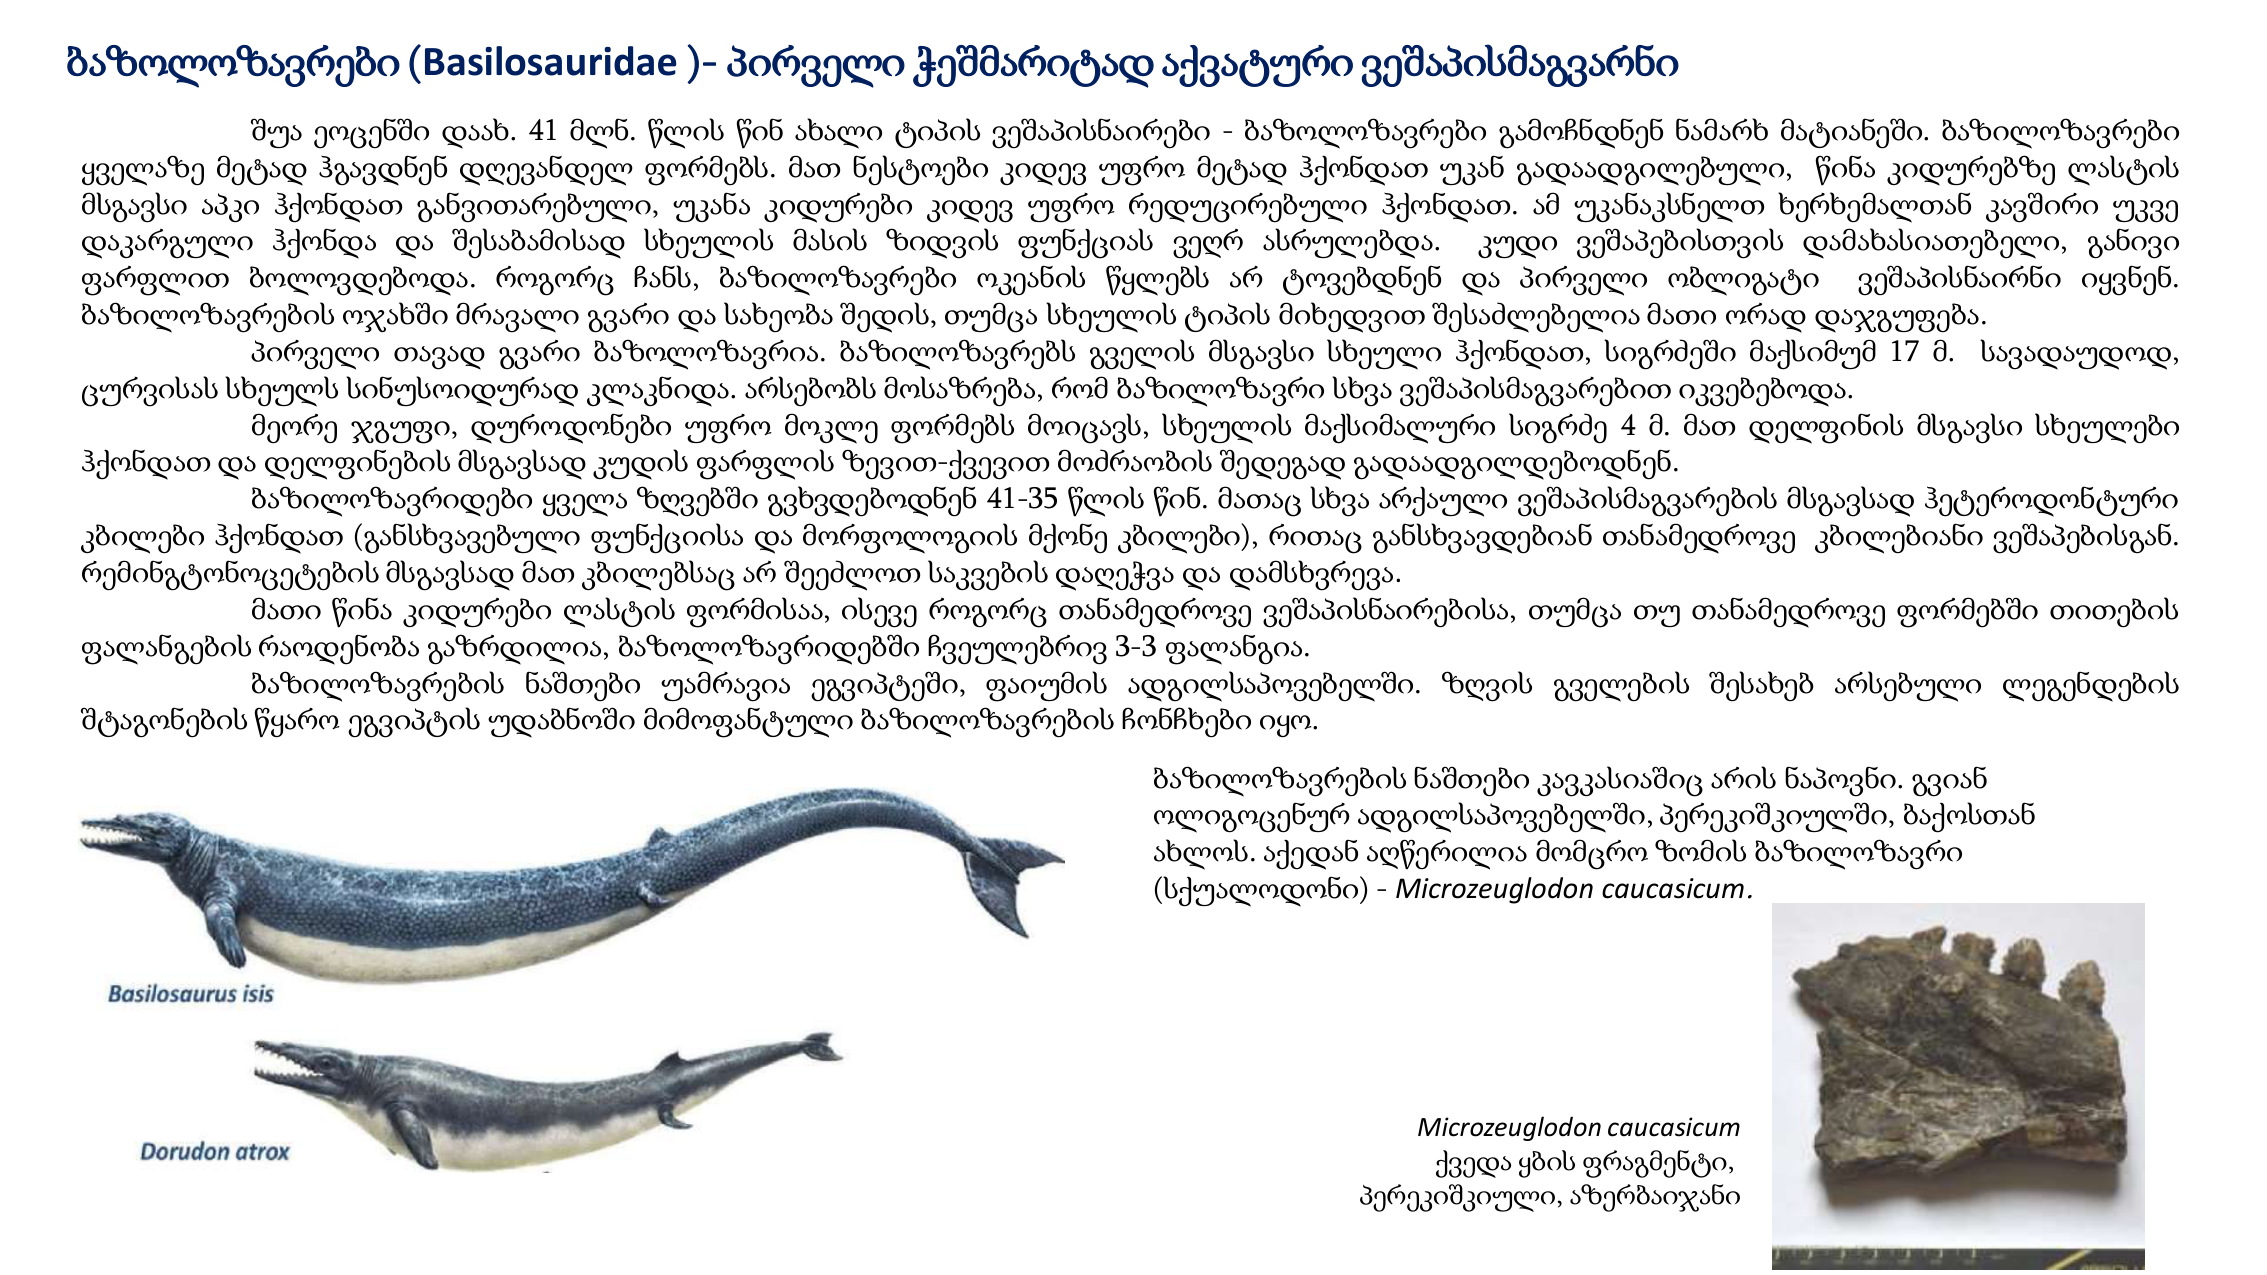 ბაზოლოზავრები (Basilosauridae )- პირველი ჭეშმარიტად აქვატური ვეშაპისმაგვარნი
შუა ეოცენში დაახ. 41 მლნ. წლის წინ ახალი ტიპის ვეშაპისნაირები - ბაზოლოზავრები გამოჩნდნენ ნამარხ მატიანეში. ბაზილოზავრები
ყველაზე მეტად ჰგავდნენ დღევანდელ ფორმებს. მათ ნესტოები კიდევ უფრო მეტად ჰქონდათ უკან გადაადგილებული, წინა კიდურებზე ლასტის
მსგავსი აპკი ჰქონდათ განვითარებული, უკანა კიდურები კიდევ უფრო რედუცირებული ჰქონდათ. ამ უკანაკსნელთ ხერხემალთან კავშირი უკვე
დაკარგული ჰქონდა და შესაბამისად სხეულის მასის ზიდვის ფუნქციას ვეღრ ასრულებდა. კუდი ვეშაპებისთვის დამახასიათებელი, განივი
ფარფლით ბოლოვდებოდა. როგორც ჩანს, ბაზილოზავრები ოკეანის წყლებს არ ტოვებდნენ და პირველი ობლიგატი ვეშაპისნაირნი იყვნენ.
ბაზილოზავრების ოჯახში მრავალი გვარი და სახეობა შედის, თუმცა სხეულის ტიპის მიხედვით შესაძლებელია მათი ორად დაჯგუფება.
პირველი თავად გვარი ბაზოლოზავრია. ბაზილოზავრებს გველის მსგავსი სხეული ჰქონდათ, სიგრძეში მაქსიმუმ 17 მ. სავადაუდოდ,
ცურვისას სხეულს სინუსოიდურად კლაკნიდა. არსებობს მოსაზრება, რომ ბაზილოზავრი სხვა ვეშაპისმაგვარებით იკვებებოდა.
მეორე ჯგუფი, დუროდონები უფრო მოკლე ფორმებს მოიცავს, სხეულის მაქსიმალური სიგრძე 4 მ. მათ დელფინის მსგავსი სხეულები
ჰქონდათ და დელფინების მსგავსად კუდის ფარფლის ზევით-ქვევით მოძრაობის შედეგად გადაადგილდებოდნენ.
ბაზილოზავრიდები ყველა ზღვებში გვხვდებოდნენ 41-35 წლის წინ. მათაც სხვა არქაული ვეშაპისმაგვარების მსგავსად ჰეტეროდონტური
კბილები ჰქონდათ (განსხვავებული ფუნქციისა და მორფოლოგიის მქონე კბილები), რითაც განსხვავდებიან თანამედროვე კბილებიანი ვეშაპებისგან.
რემინგტონოცეტების მსგავსად მათ კბილებსაც არ შეეძლოთ საკვების დაღეჭვა და დამსხვრევა.
მათი წინა კიდურები ლასტის ფორმისაა, ისევე როგორც თანამედროვე ვეშაპისნაირებისა, თუმცა თუ თანამედროვე ფორმებში თითების
ფალანგების რაოდენობა გაზრდილია, ბაზოლოზავრიდებში ჩვეულებრივ 3-3 ფალანგია.
ბაზილოზავრების ნაშთები უამრავია ეგვიპტეში, ფაიუმის ადგილსაპოვებელში. ზღვის გველების შესახებ არსებული ლეგენდების
შტაგონების წყარო ეგვიპტის უდაბნოში მიმოფანტული ბაზილოზავრების ჩონჩხები იყო.
ბაზილოზავრების ნაშთები კავკასიაშიც არის ნაპოვნი. გვიან
ოლიგოცენურ ადგილსაპოვებელში, პერეკიშკიულში, ბაქოსთან
ახლოს. აქედან აღწერილია მომცრო ზომის ბაზილოზავრი
(სქუალოდონი) - Microzeuglodon caucasicum.
Basilosaurus isis
Dorudon atrox
Microzeuglodon caucasicum
ქვედა ყბის ფრაგმენტი,
პერეკიშკიული, აზერბაიჯანი